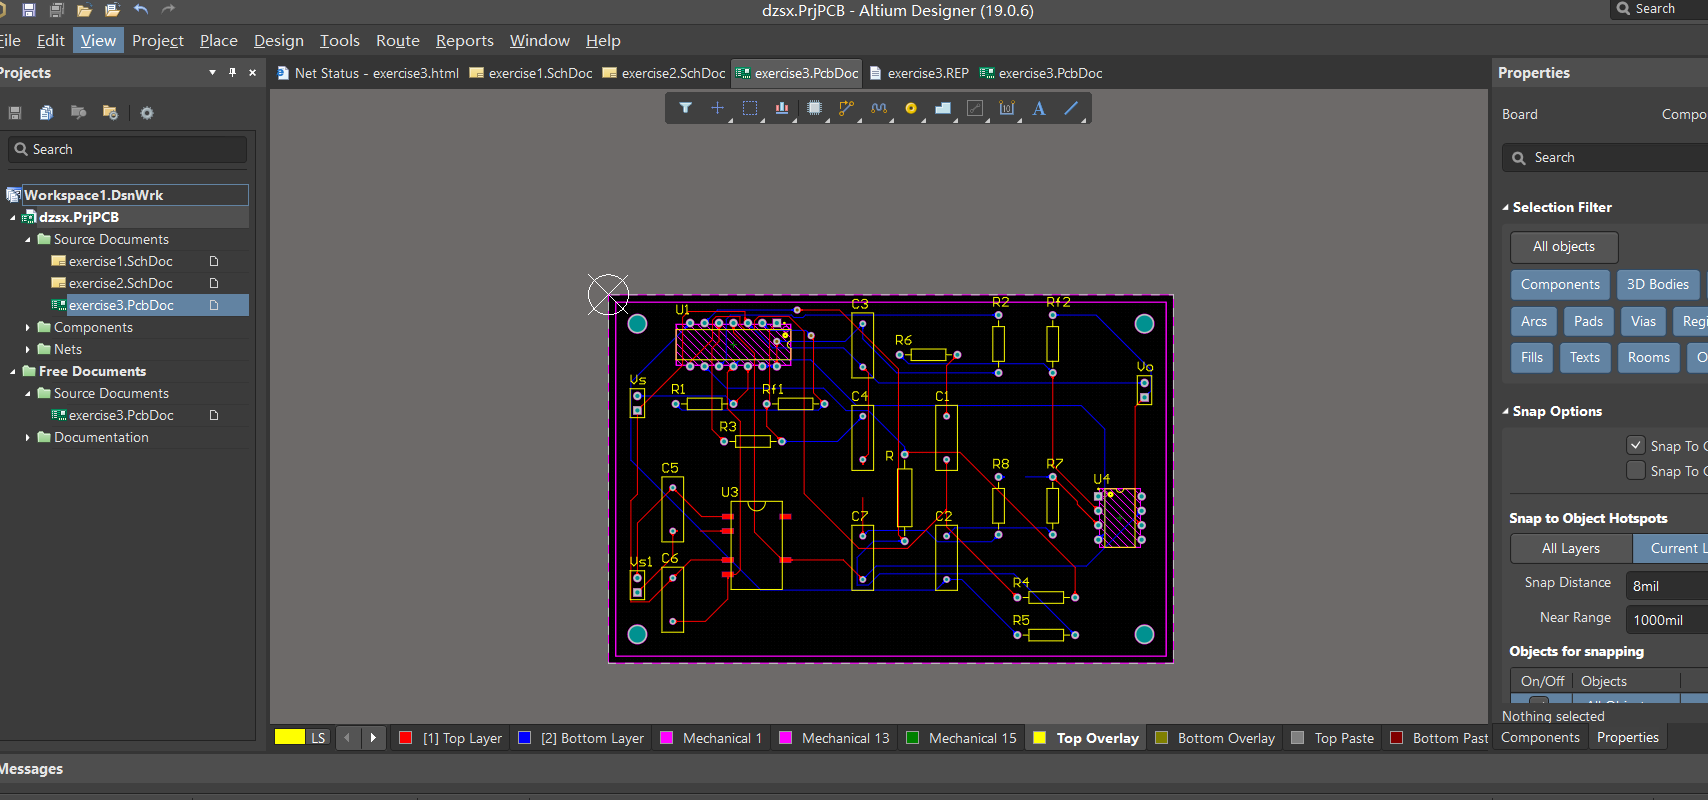 dzsx.PrjPCB - Altium Designer (19.0.6)
Search
File Edit View Project Place Design Tools Route Reports Window Help
Projects
Net Status - exercise3.html exercise1.SchDoc exercise2.SchDoc exercise3.PcbDoc exercise3.REP exercise3.PcbDoc
Properties
Board Compo
Search
Search
Workspace1.DsnWrk
dzsx.PrjPCB
Source Documents
exercise1.SchDoc
exercise2.SchDoc
exercise3.PcbDoc
Components
Nets
Free Documents
Source Documents
exercise3.PcbDoc
Documentation
U1 C3 R2 Rf2
R6
Vs R1 Rf1 C4 C1 Vo
R3
R
C5 U3 R8 R7 U4
C7 C2
Vs1 C6
R4
R5
Selection Filter
All objects
Components 3D Bodies
Arcs Pads Vias Regi
Fills Texts Rooms O
Snap Options
Snap To G
Snap To G
Snap to Object Hotspots
All Layers Current L
Snap Distance 8mil
Near Range 1000mil
Objects for snapping
On/Off Objects
Nothing selected
Components Properties
LS [1] Top Layer [2] Bottom Layer Mechanical 1 Mechanical 13 Mechanical 15 Top Overlay Bottom Overlay Top Paste Bottom Past
Messages